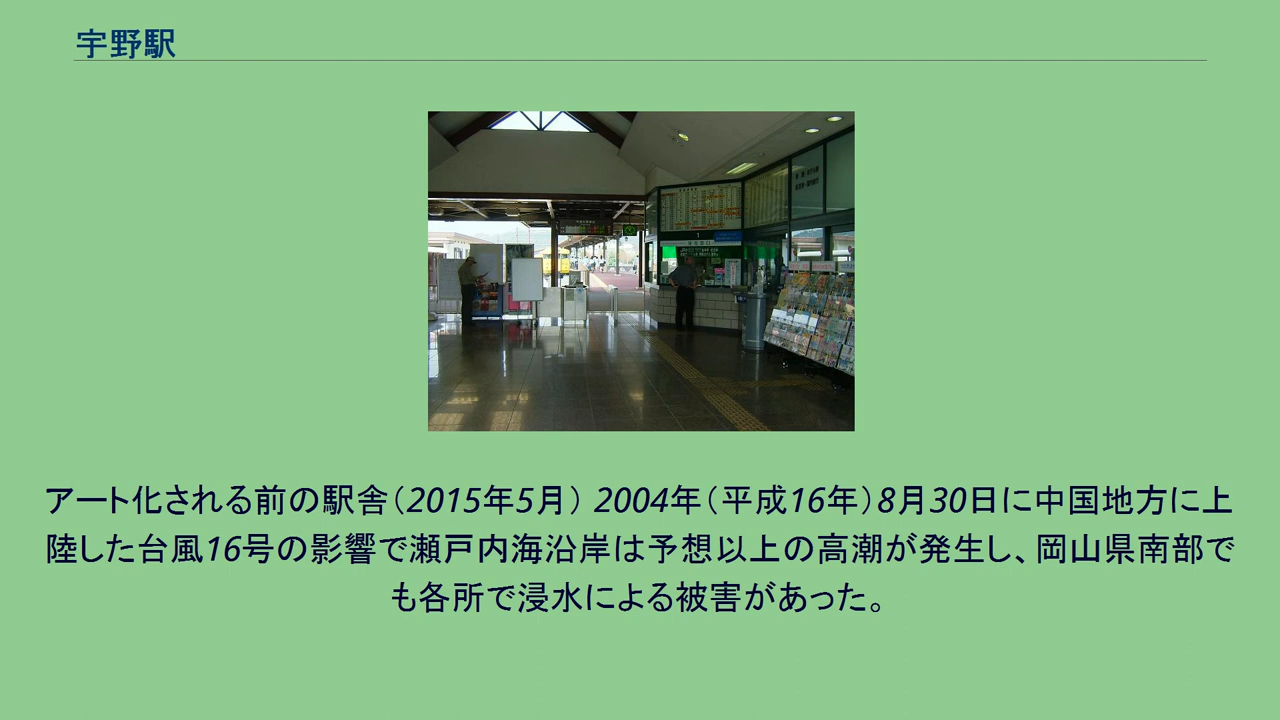 宇野駅
アート化される前の駅舎（2015年5月） 2004年（平成16年）8月30日に中国地方に上
陸した台風16号の影響で瀬戸内海沿岸は予想以上の高潮が発生し、岡山県南部で
も各所で浸水による被害があった。